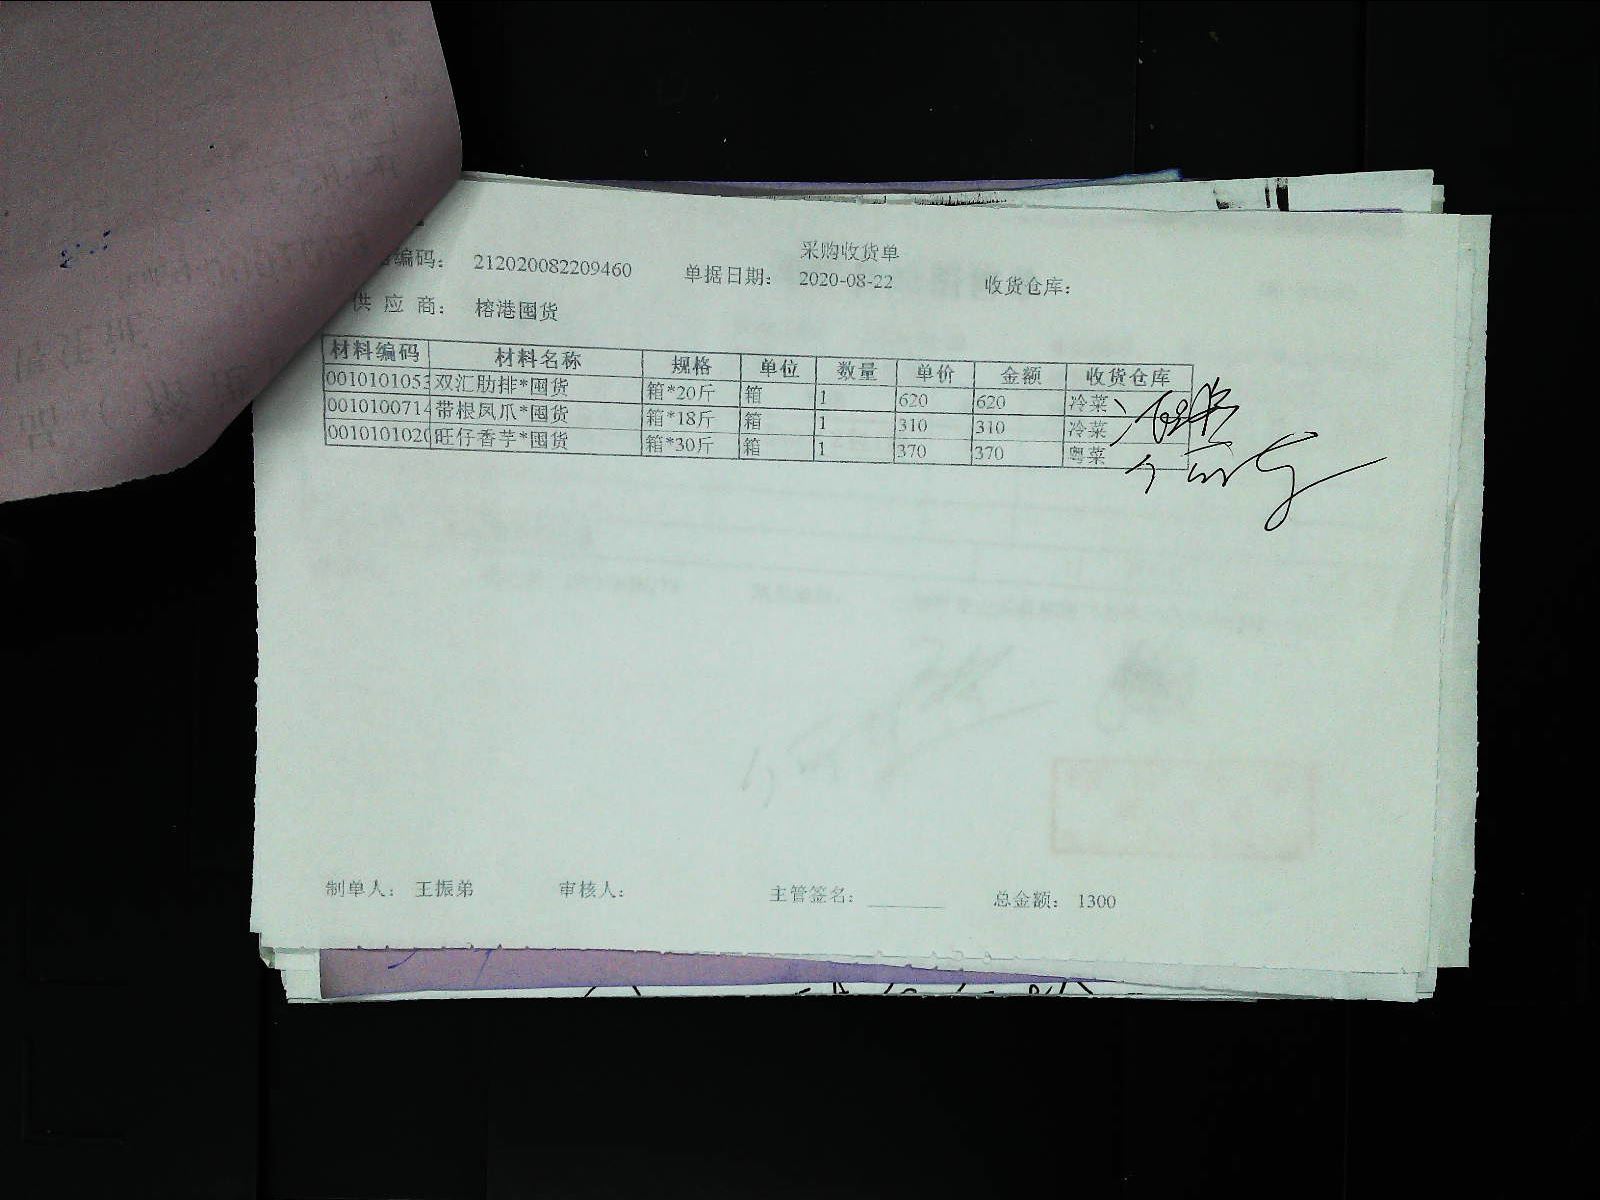 采购收货单
编码: 212020082209460 单据日期: 2020-08-22 收货仓库:
供应商: 榕港囤货
材料编码 材料名称 规格 单位 数量 单价 金额 收货仓库
0010101053 双汇肋排*囤货 箱*20斤 箱 1 620 620 冷菜
0010100714 带根凤爪*囤货 箱*18斤 箱 1 310 310 冷菜
0010101020 旺仔香芋*囤货 箱*30斤 箱 1 370 370 粤菜
制单人: 王振弟 审核人: 主管签名: 总金额: 1300